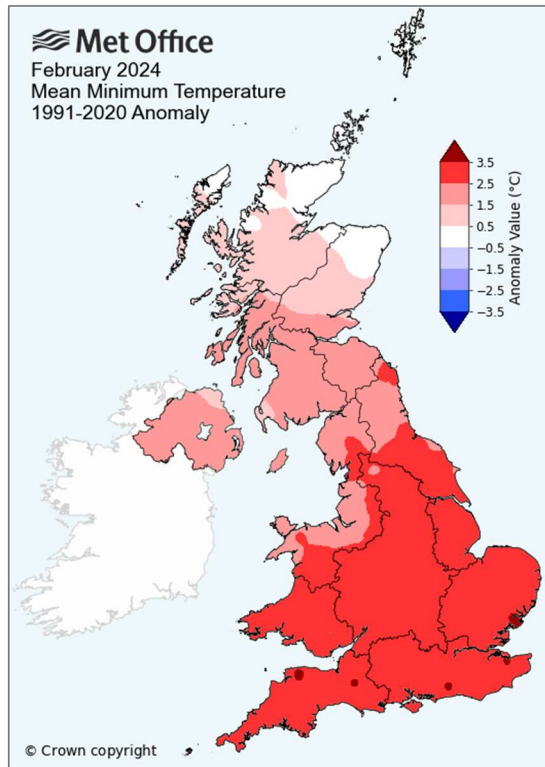 Met Office
February 2024
Mean Minimum Temperature
1991-2020 Anomaly
3.5
2.5
1.5
0.5
−0.5
−1.5
−2.5
−3.5
Anomaly Value (°C)
© Crown copyright